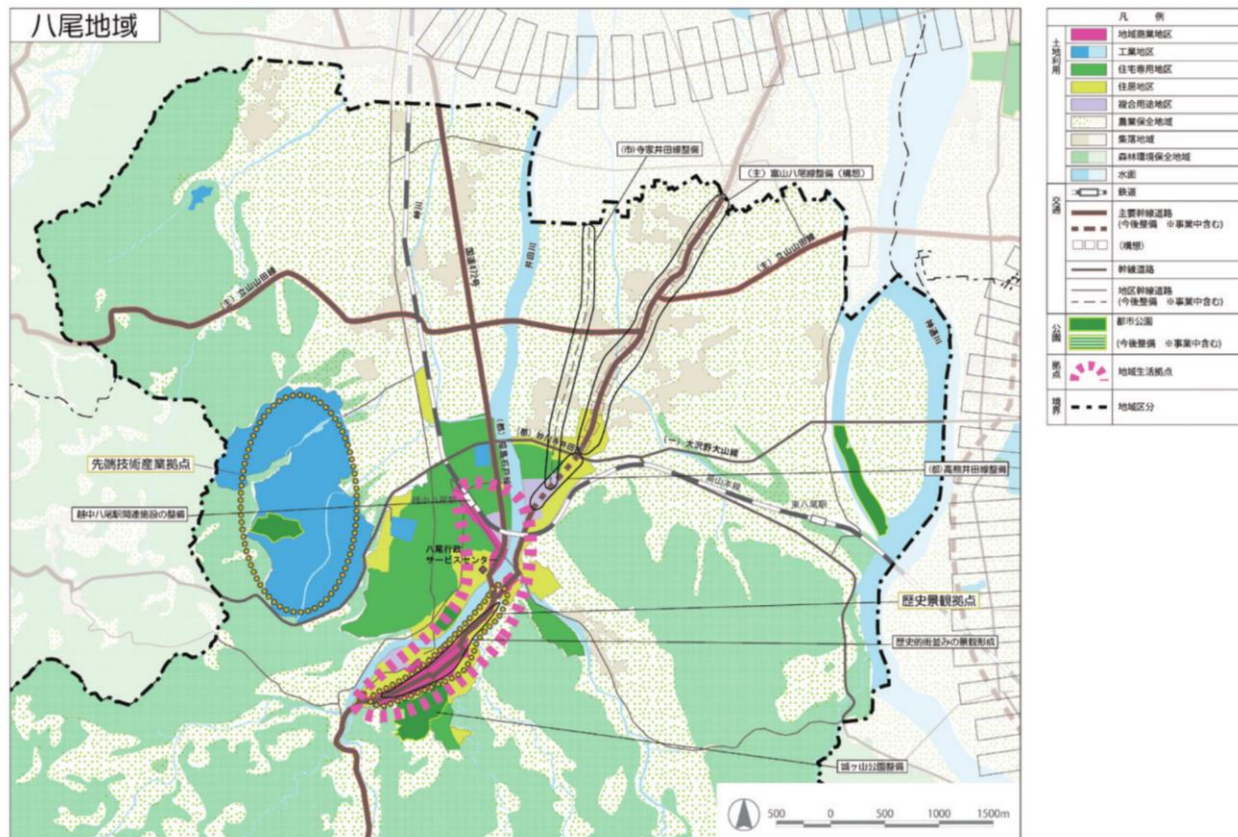 八尾地域
(市)寺家井田線整備
(主)富山八尾線整備(構想)
(主)立山山田線
(主)立山山田線
国道472号
井田川
神通川
(一)大沢野大山線
(都)高熊井田線整備
東八尾駅
先端技術産業拠点
越中八尾駅関連施設の整備
越中八尾駅
八尾行政
サービスセンター
歴史景観拠点
歴史的街並みの景観形成
城ヶ山公園整備
500 0 500 1000 1500m
凡 例
土地利用
地域商業地区
工業地区
住宅専用地区
住居地区
複合用途地区
農業保全地域
集落地域
森林環境保全地域
水面
交通
鉄道
主要幹線道路
(今後整備 ※事業中含む)
(構想)
幹線道路
地区幹線道路
(今後整備 ※事業中含む)
公園
都市公園
(今後整備 ※事業中含む)
拠点
地域生活拠点
境界
地域区分